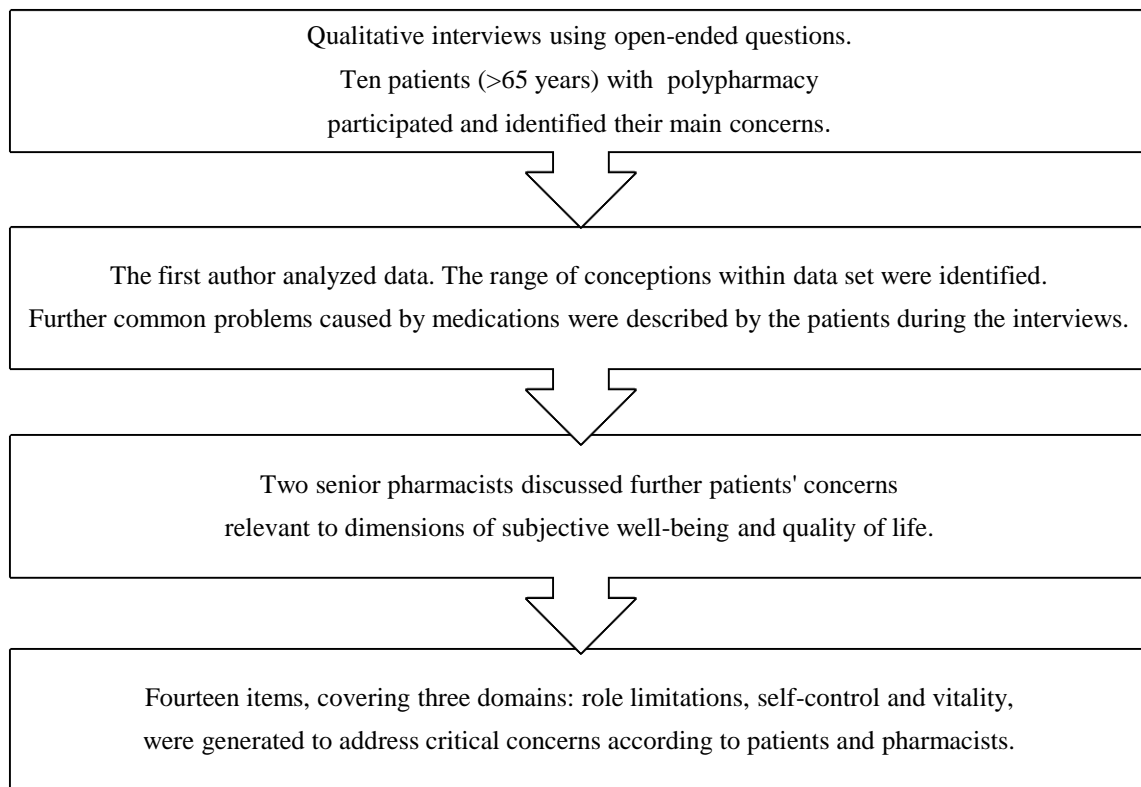 Qualitative interviews using open-ended questions.
Ten patients (>65 years) with polypharmacy
participated and identified their main concerns.
The first author analyzed data. The range of conceptions within data set were identified.
Further common problems caused by medications were described by the patients during the interviews.
Two senior pharmacists discussed further patients' concerns
relevant to dimensions of subjective well-being and quality of life.
Fourteen items, covering three domains: role limitations, self-control and vitality,
were generated to address critical concerns according to patients and pharmacists.